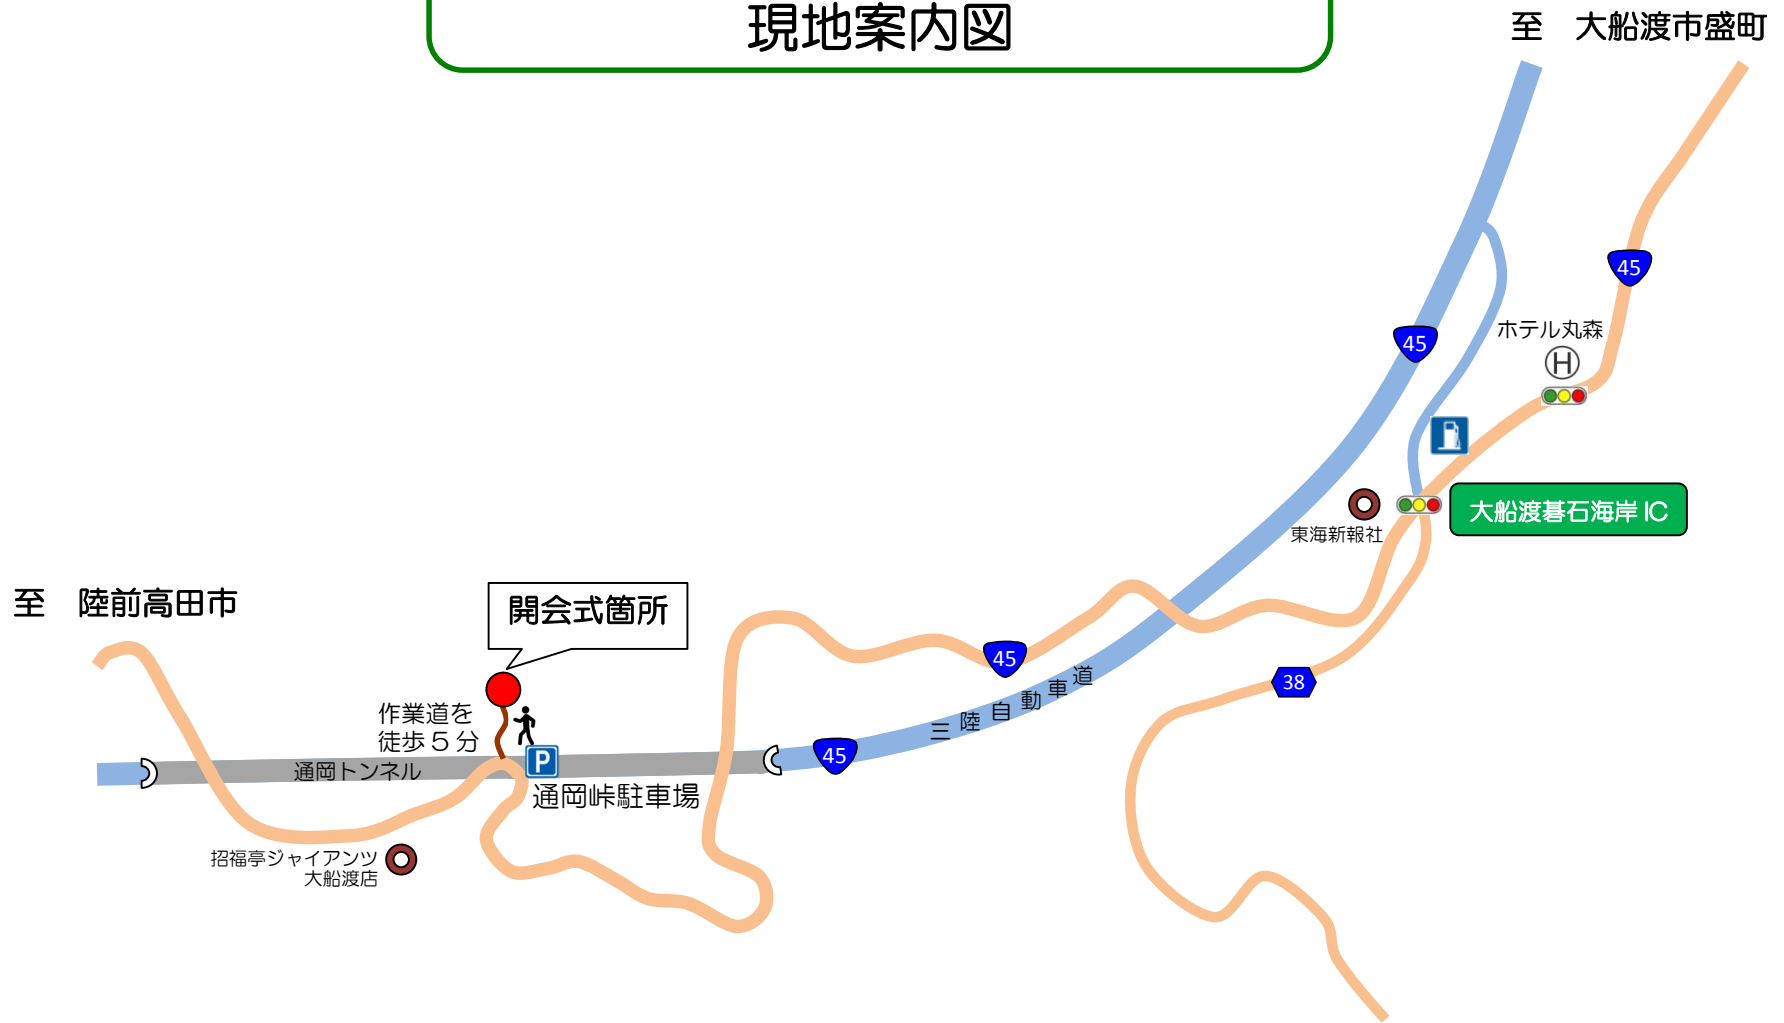 現地案内図
至　大船渡市盛町
45
ホテル丸森
H
45
大船渡碁石海岸IC
東海新報社
至　陸前高田市
開会式箇所
45
38
作業道を
徒歩５分
三陸自動車道
45
P
通岡トンネル
通岡峠駐車場
招福亭ジャイアンツ
大船渡店